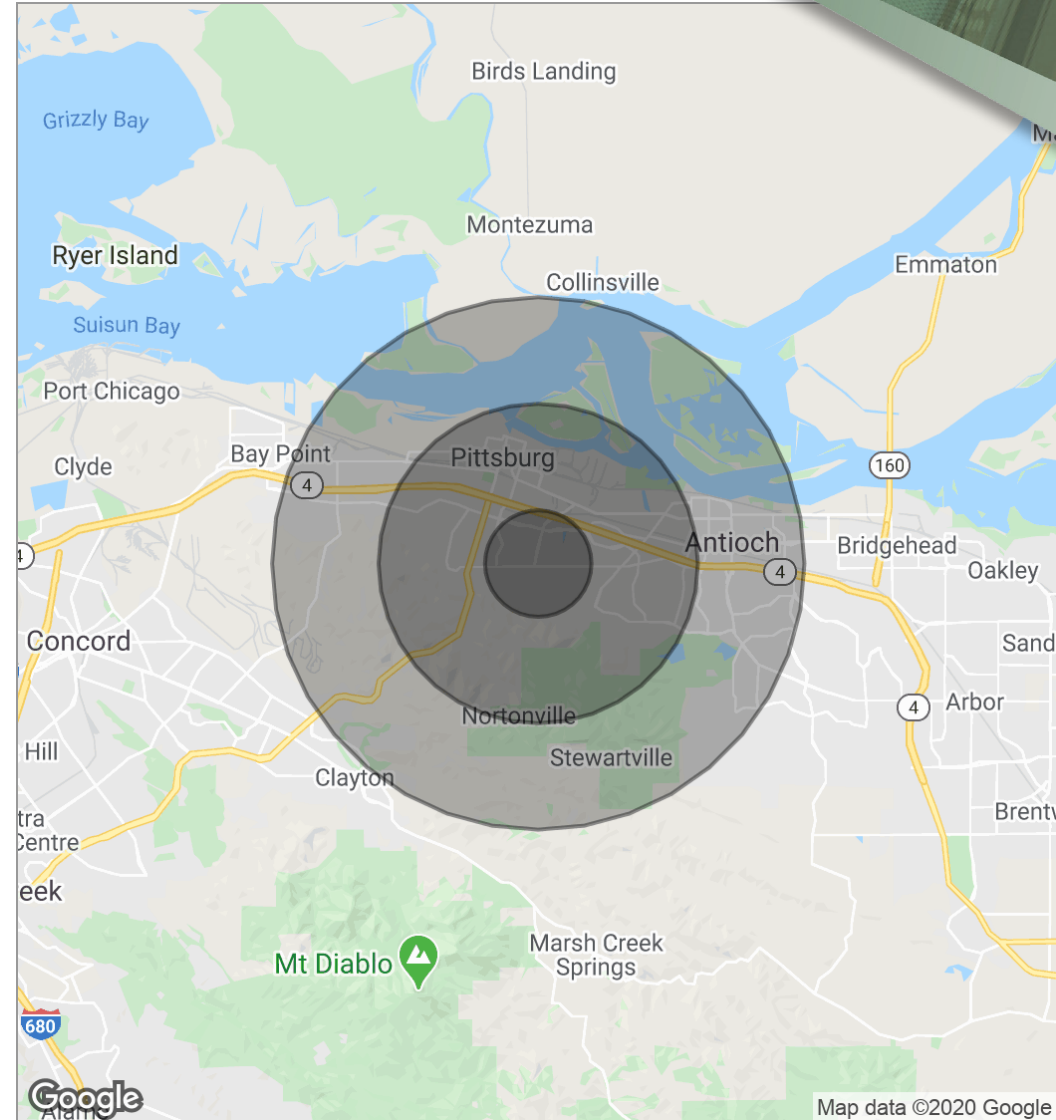 Birds Landing
Grizzly Bay
Montezuma
Ryer Island
Emmaton
Collinsville
Suisun Bay
Port Chicago
Bay Point
Pittsburg
Clyde
160
4
Antioch
Bridgehead
4
Oakley
Concord
Sand
4
Arbor
Nortonville
Hill
Stewartville
Clayton
tra
Centre
Brentw
eek
Marsh Creek
Springs
Mt Diablo
680
Google
Alamo
Map data ©2020 Google